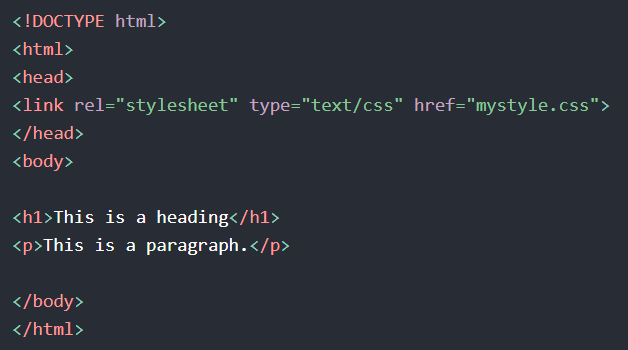 <!DOCTYPE html>
<html>
<head>
<link rel="stylesheet" type="text/css" href="mystyle.css">
</head>
<body>
<h1>This is a heading</h1>
<p>This is a paragraph.</p>
</body>
</html>